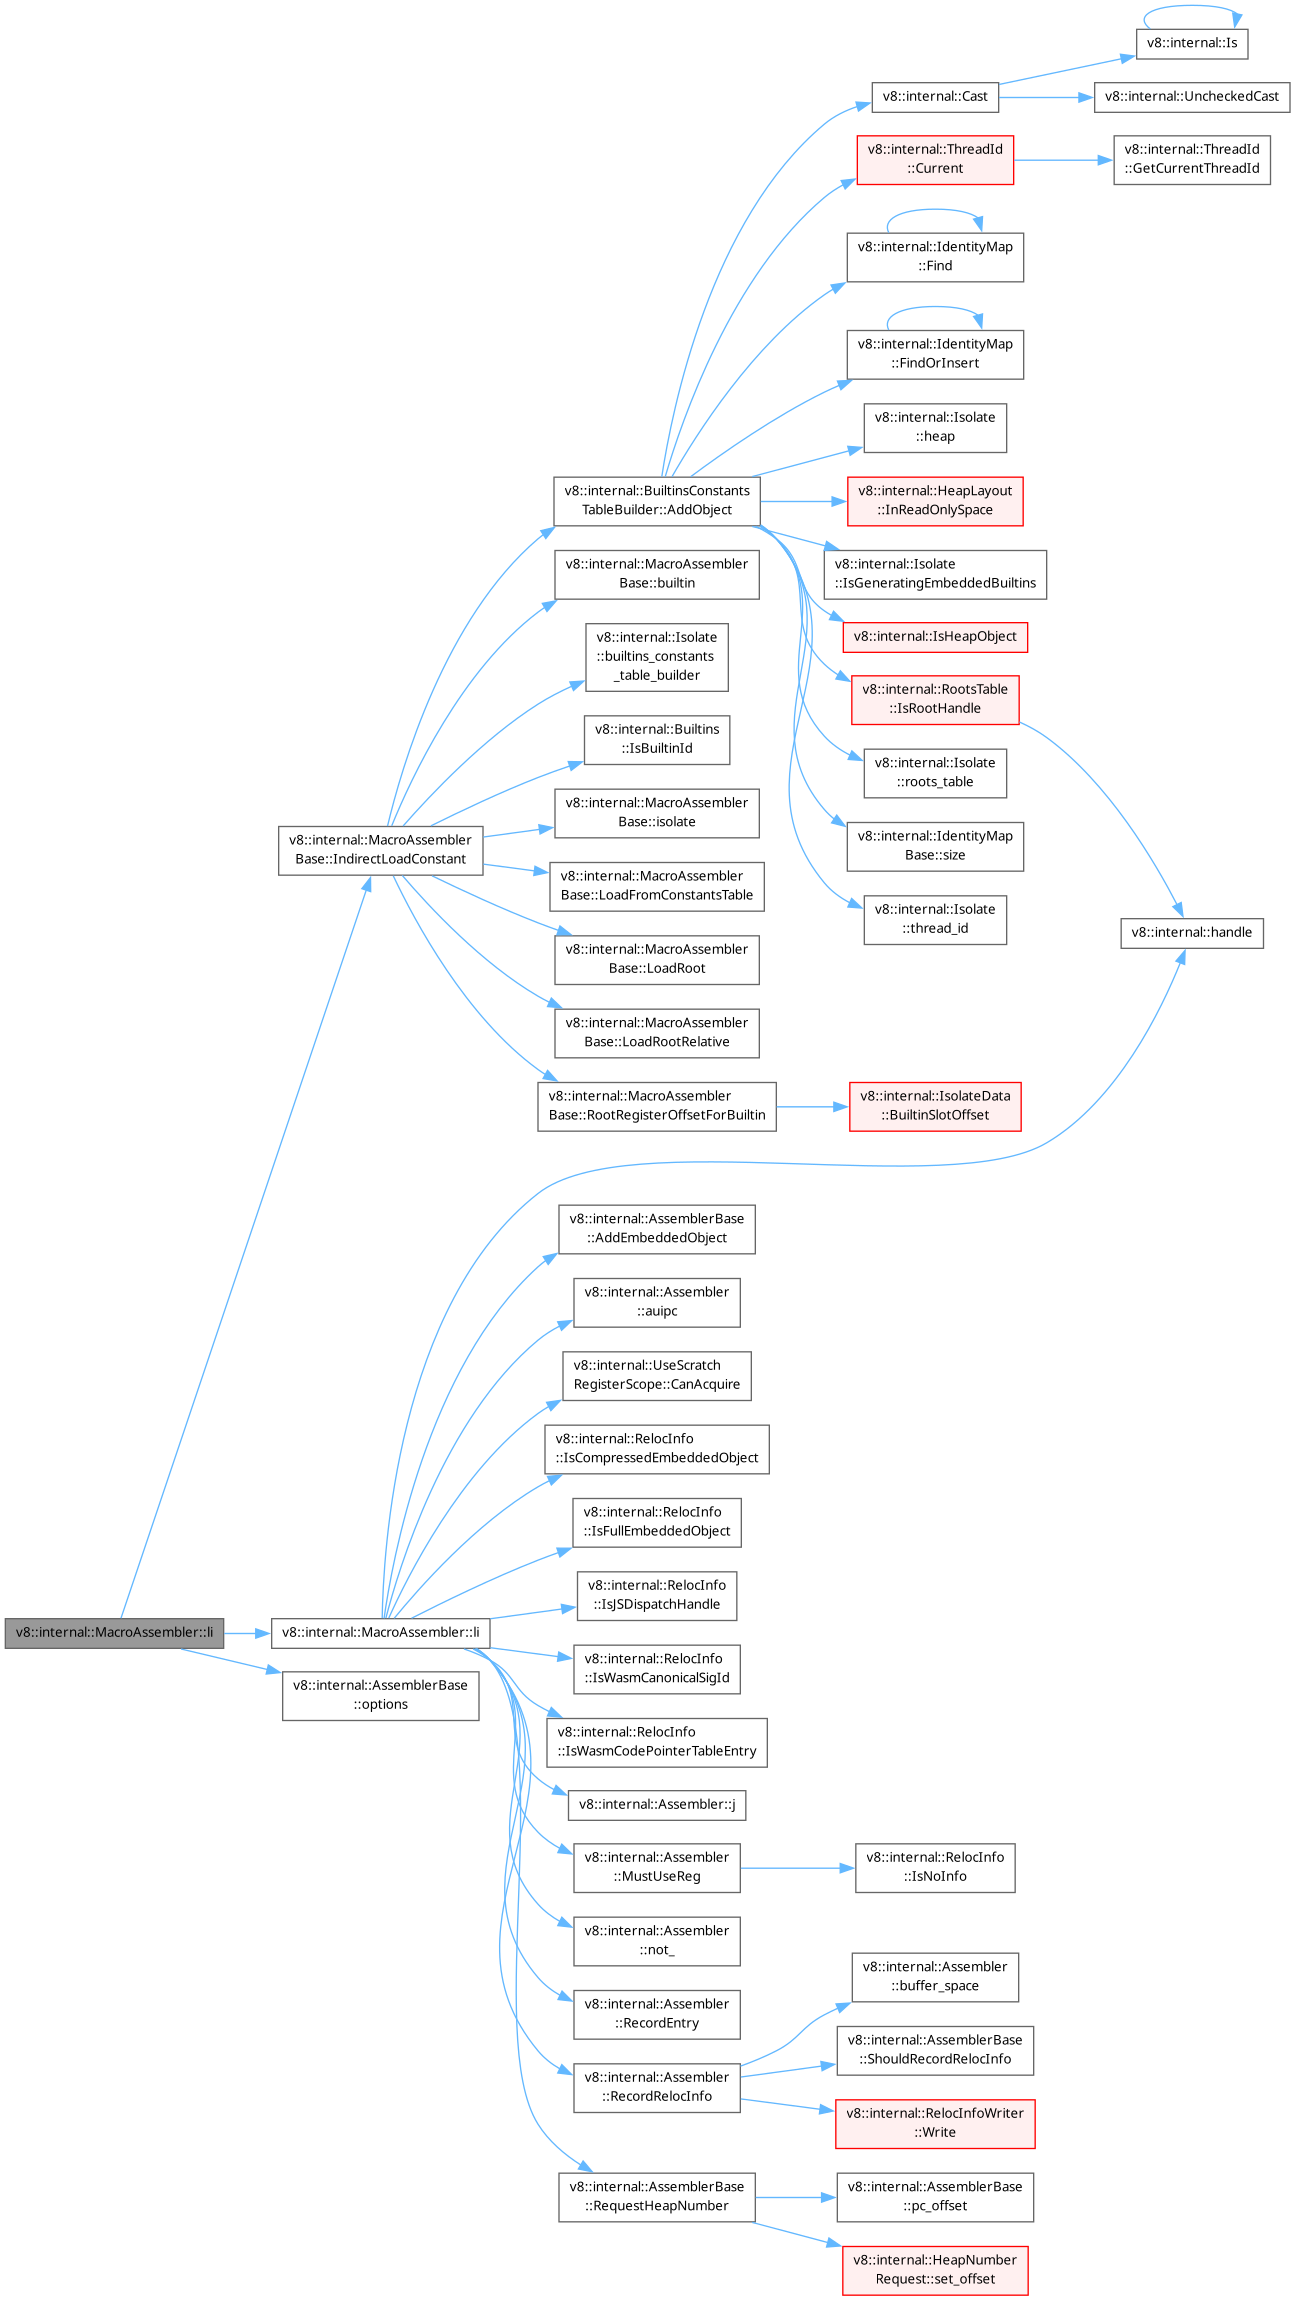 v8::internal::Is
v8::internal::Cast
v8::internal::UncheckedCast
v8::internal::ThreadId
::Current
v8::internal::ThreadId
::GetCurrentThreadId
v8::internal::IdentityMap
::Find
v8::internal::IdentityMap
::FindOrInsert
v8::internal::Isolate
::heap
v8::internal::BuiltinsConstants
TableBuilder::AddObject
v8::internal::HeapLayout
::InReadOnlySpace
v8::internal::MacroAssembler
Base::builtin
v8::internal::Isolate
::IsGeneratingEmbeddedBuiltins
v8::internal::Isolate
::builtins_constants
_table_builder
v8::internal::IsHeapObject
v8::internal::RootsTable
::IsRootHandle
v8::internal::Builtins
::IsBuiltinId
v8::internal::Isolate
::roots_table
v8::internal::MacroAssembler
Base::isolate
v8::internal::MacroAssembler
Base::IndirectLoadConstant
v8::internal::IdentityMap
Base::size
v8::internal::MacroAssembler
Base::LoadFromConstantsTable
v8::internal::Isolate
::thread_id
v8::internal::handle
v8::internal::MacroAssembler
Base::LoadRoot
v8::internal::MacroAssembler
Base::LoadRootRelative
v8::internal::MacroAssembler
Base::RootRegisterOffsetForBuiltin
v8::internal::IsolateData
::BuiltinSlotOffset
v8::internal::AssemblerBase
::AddEmbeddedObject
v8::internal::Assembler
::auipc
v8::internal::UseScratch
RegisterScope::CanAcquire
v8::internal::RelocInfo
::IsCompressedEmbeddedObject
v8::internal::RelocInfo
::IsFullEmbeddedObject
v8::internal::RelocInfo
::IsJSDispatchHandle
v8::internal::MacroAssembler::li
v8::internal::MacroAssembler::li
v8::internal::RelocInfo
::IsWasmCanonicalSigId
v8::internal::AssemblerBase
::options
v8::internal::RelocInfo
::IsWasmCodePointerTableEntry
v8::internal::Assembler::j
v8::internal::Assembler
::MustUseReg
v8::internal::RelocInfo
::IsNoInfo
v8::internal::Assembler
::not_
v8::internal::Assembler
::buffer_space
v8::internal::Assembler
::RecordEntry
v8::internal::AssemblerBase
::ShouldRecordRelocInfo
v8::internal::Assembler
::RecordRelocInfo
v8::internal::RelocInfoWriter
::Write
v8::internal::AssemblerBase
::RequestHeapNumber
v8::internal::AssemblerBase
::pc_offset
v8::internal::HeapNumber
Request::set_offset